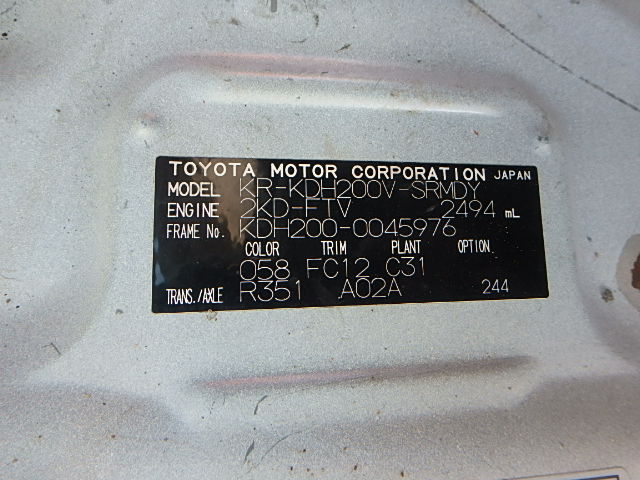 TOYOTA MOTOR CORPORATION JAPAN
MODEL KR-KDH200V-SRMDY
ENGINE 2KD-FTV 2494 mL
FRAME No. KDH200-0045976
COLOR TRIM PLANT OPTION
058 FC12 C31
TRANS./AXLE R351 A02A 244